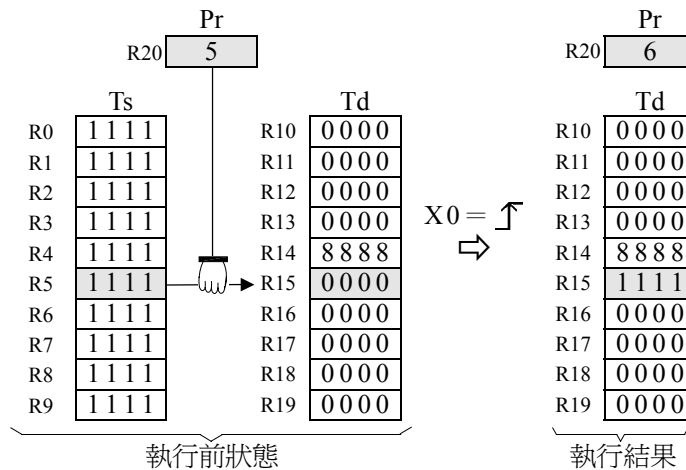 Pr Pr
R20 5 R20 6
Ts Td Td
R0 1111 R10 0000 R10 0000
R1 1111 R11 0000 R11 0000
R2 1111 R12 0000 R12 0000
R3 1111 R13 0000 X0= R13 0000
R4 1111 R14 8888 R14 8888
R5 1111 R15 0000 R15 1111
R6 1111 R16 0000 R16 0000
R7 1111 R17 0000 R17 0000
R8 1111 R18 0000 R18 0000
R9 1111 R19 0000 R19 0000
執行前狀態 執行結果